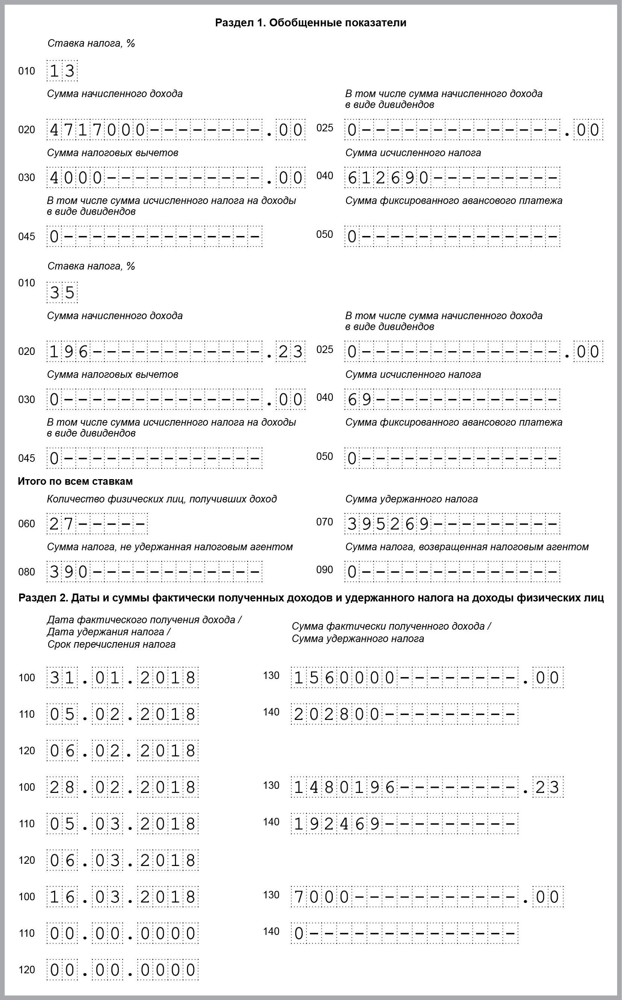 Раздел 1. Обобщенные показатели
Ставка налога, %
010 13
Сумма начисленного дохода
020 4717000--------.00
В том числе сумма начисленного дохода
в виде дивидендов
025 0--------------.00
Сумма налоговых вычетов
030 4000-----------.00
Сумма исчисленного налога
040 612690---------
В том числе сумма исчисленного налога на доходы
в виде дивидендов
045 0--------------
Сумма фиксированного авансового платежа
050 0--------------
Ставка налога, %
010 35
Сумма начисленного дохода
020 196------------.23
В том числе сумма начисленного дохода
в виде дивидендов
025 0--------------.00
Сумма налоговых вычетов
030 0--------------.00
Сумма исчисленного налога
040 69-------------
В том числе сумма исчисленного налога на доходы
в виде дивидендов
045 0--------------
Сумма фиксированного авансового платежа
050 0--------------
Итого по всем ставкам
Количество физических лиц, получивших доход
060 27-----
Сумма удержанного налога
070 395269---------
Сумма налога, не удержанная налоговым агентом
080 390------------
Сумма налога, возвращенная налоговым агентом
090 0--------------
Раздел 2. Даты и суммы фактически полученных доходов и удержанного налога на доходы физических лиц
Дата фактического получения дохода /
Дата удержания налога /
Срок перечисления налога
Сумма фактически полученного дохода /
Сумма удержанного налога
100 31.01.2018 130 1560000--------.00
110 05.02.2018 140 202800---------
120 06.02.2018
100 28.02.2018 130 1480196--------.23
110 05.03.2018 140 192469---------
120 06.03.2018
100 16.03.2018 130 7000-----------.00
110 00.00.0000 140 0--------------
120 00.00.0000